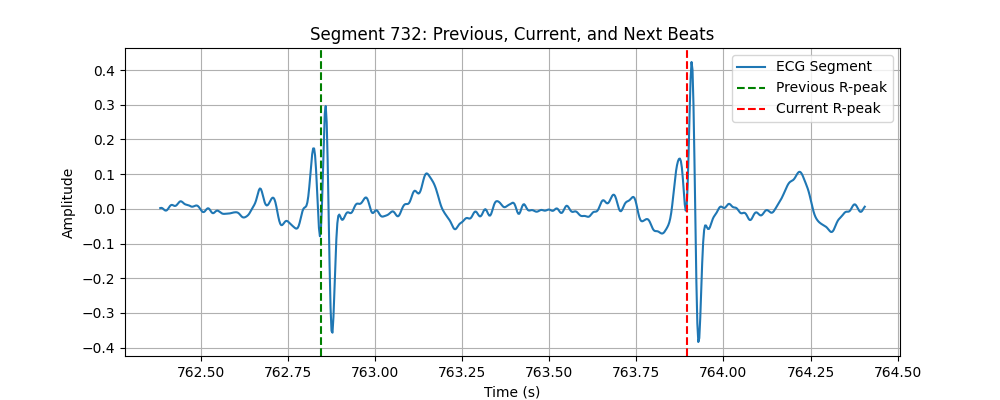 Segment 732: Previous, Current, and Next Beats
ECG Segment
Previous R-peak
Current R-peak
Amplitude
0.4
0.3
0.2
0.1
0.0
−0.1
−0.2
−0.3
−0.4
762.50 762.75 763.00 763.25 763.50 763.75 764.00 764.25 764.50
Time (s)